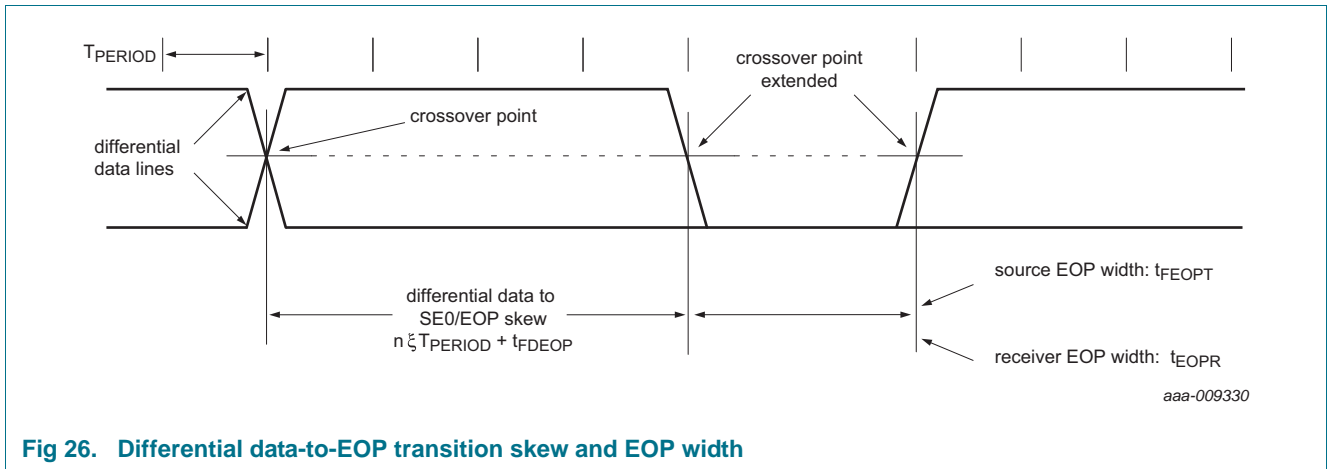 TPERIOD
crossover point
extended
crossover point
differential
data lines
source EOP width: tFEOPT
differential data to
SE0/EOP skew
n ξ TPERIOD + tFDEOP
receiver EOP width: tEOPR
aaa-009330
Fig 26. Differential data-to-EOP transition skew and EOP width